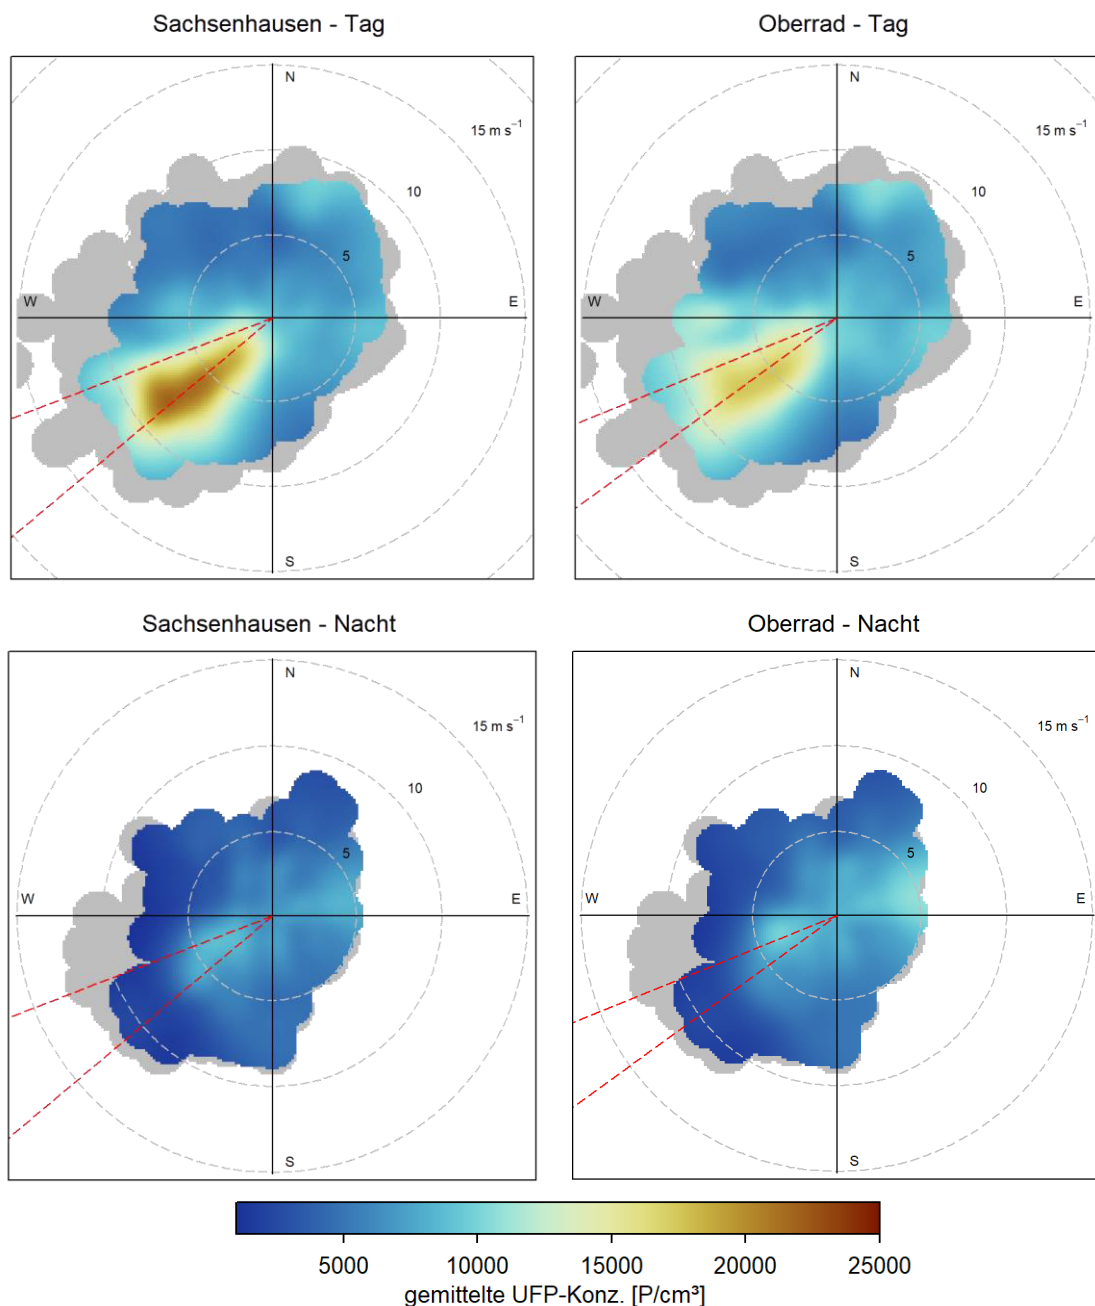 Sachsenhausen - Tag
N
15 m s⁻¹
10
5
W
E
S
Oberrad - Tag
N
15 m s⁻¹
10
5
W
E
S
Sachsenhausen - Nacht
N
15 m s⁻¹
10
5
W
E
S
Oberrad - Nacht
N
15 m s⁻¹
10
5
W
E
S
5000 10000 15000 20000 25000
gemittelte UFP-Konz. [P/cm³]